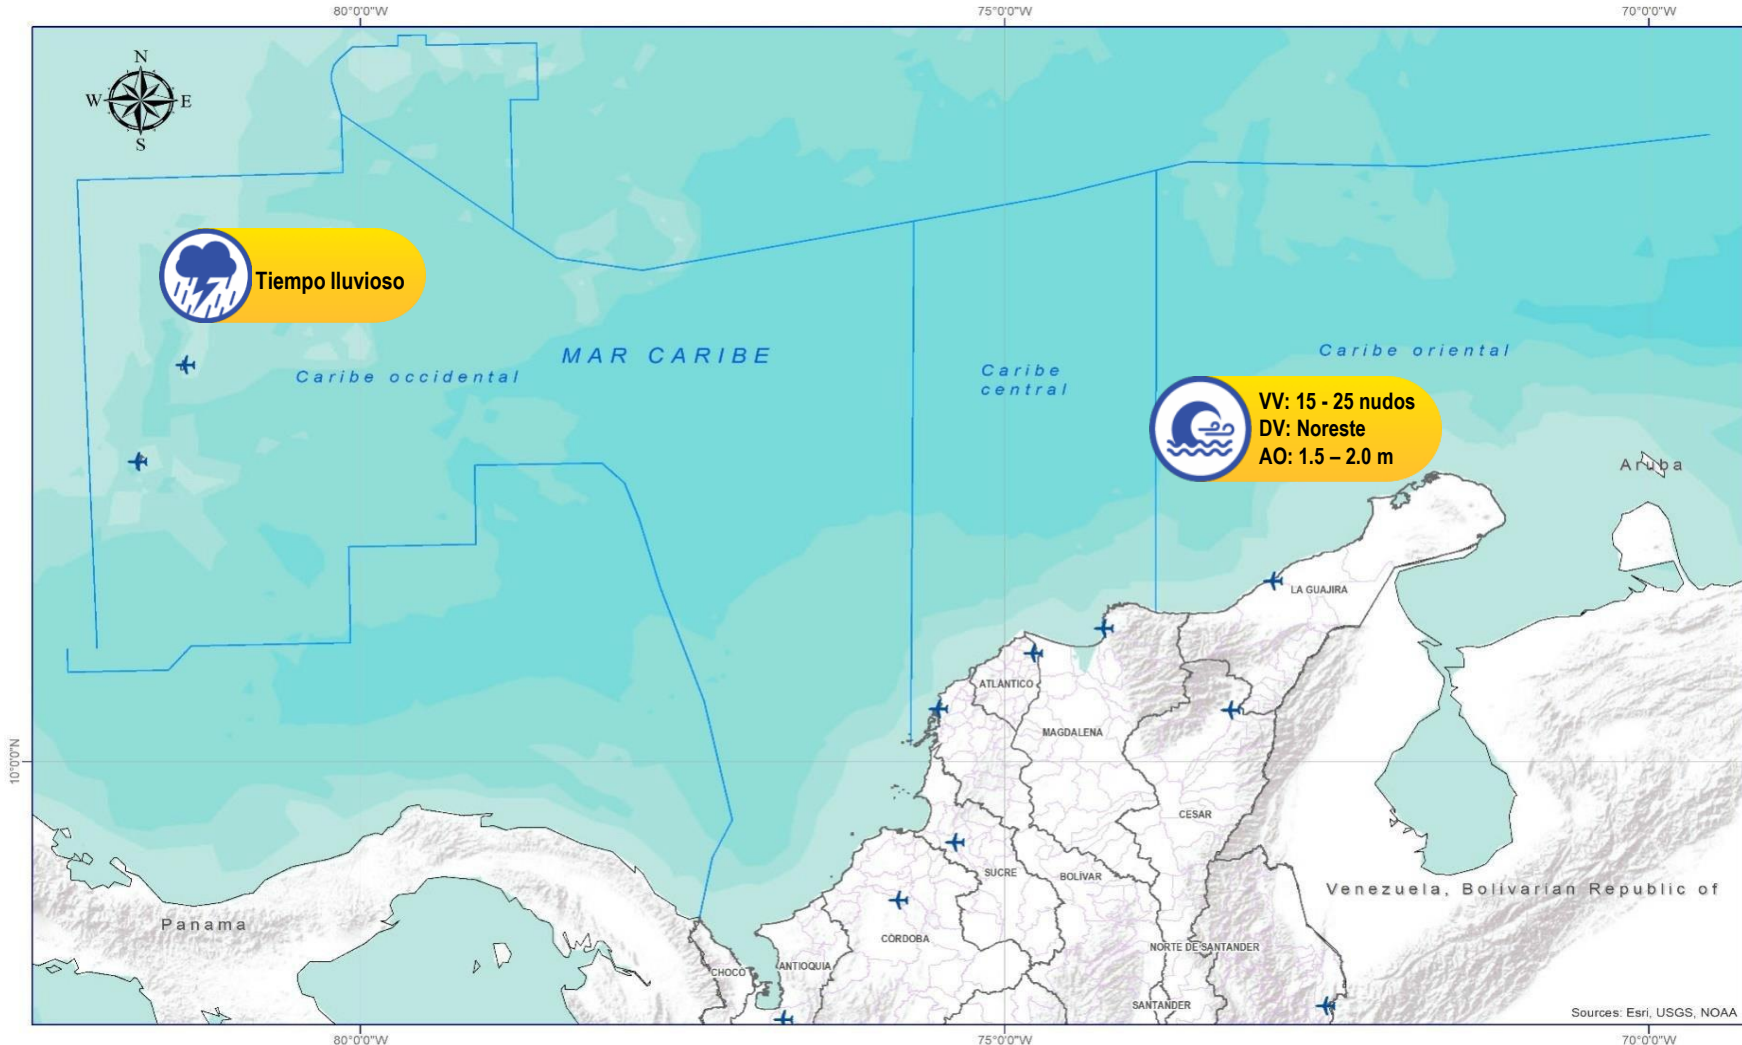 80°0'0"W
75°0'0"W
70°0'0"W
N
W
E
S
Tiempo lluvioso
MAR CARIBE
Caribe occidental
Caribe
central
Caribe oriental
VV: 15 - 25 nudos
DV: Noreste
AO: 1.5 – 2.0 m
Aruba
LA GUAJIRA
ATLÁNTICO
MAGDALENA
10°0'0"N
CESAR
SUCRE
BOLÍVAR
Venezuela, Bolivarian Republic of
Panama
CÓRDOBA
NORTE DE SANTANDER
CHOCÓ
ANTIOQUIA
SANTANDER
Sources: Esri, USGS, NOAA
80°0'0"W
75°0'0"W
70°0'0"W